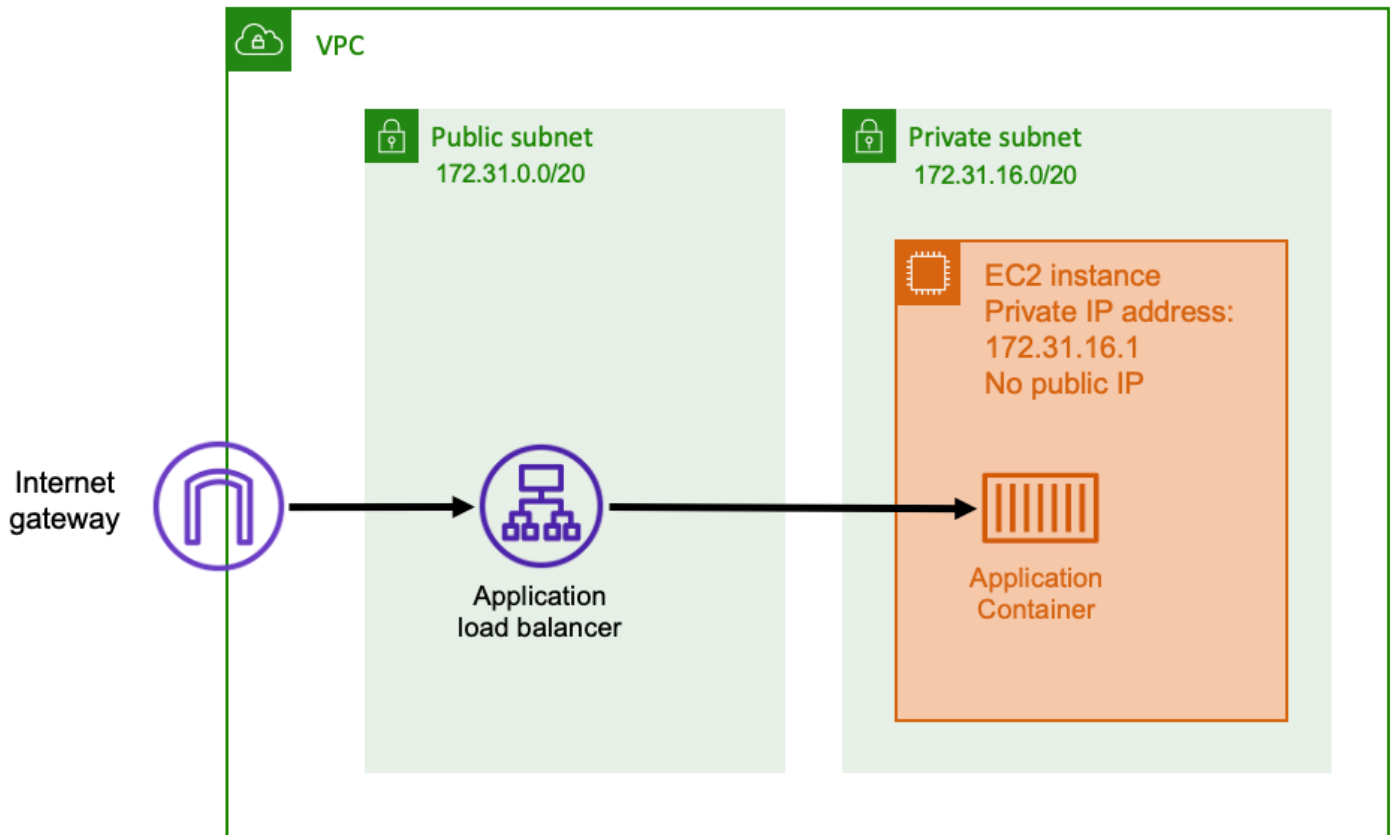 VPC
Public subnet
172.31.0.0/20
Private subnet
172.31.16.0/20
EC2 instance
Private IP address:
172.31.16.1
No public IP
Internet
gateway
Application
load balancer
Application
Container